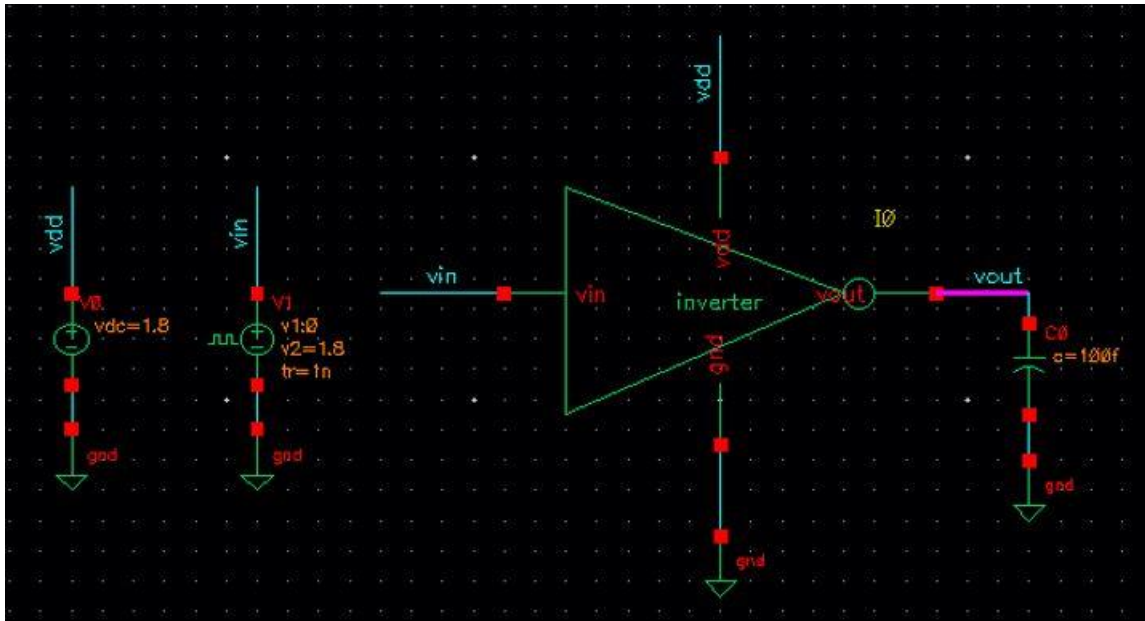 vdd
vdd
vin
I0
vin
vin
vdd
vout
vout
inverter
V0
vdc=1.8
V1
v1:0
v2=1.8
tr=1n
gnd
C0
c=100f
gnd
gnd
gnd
gnd